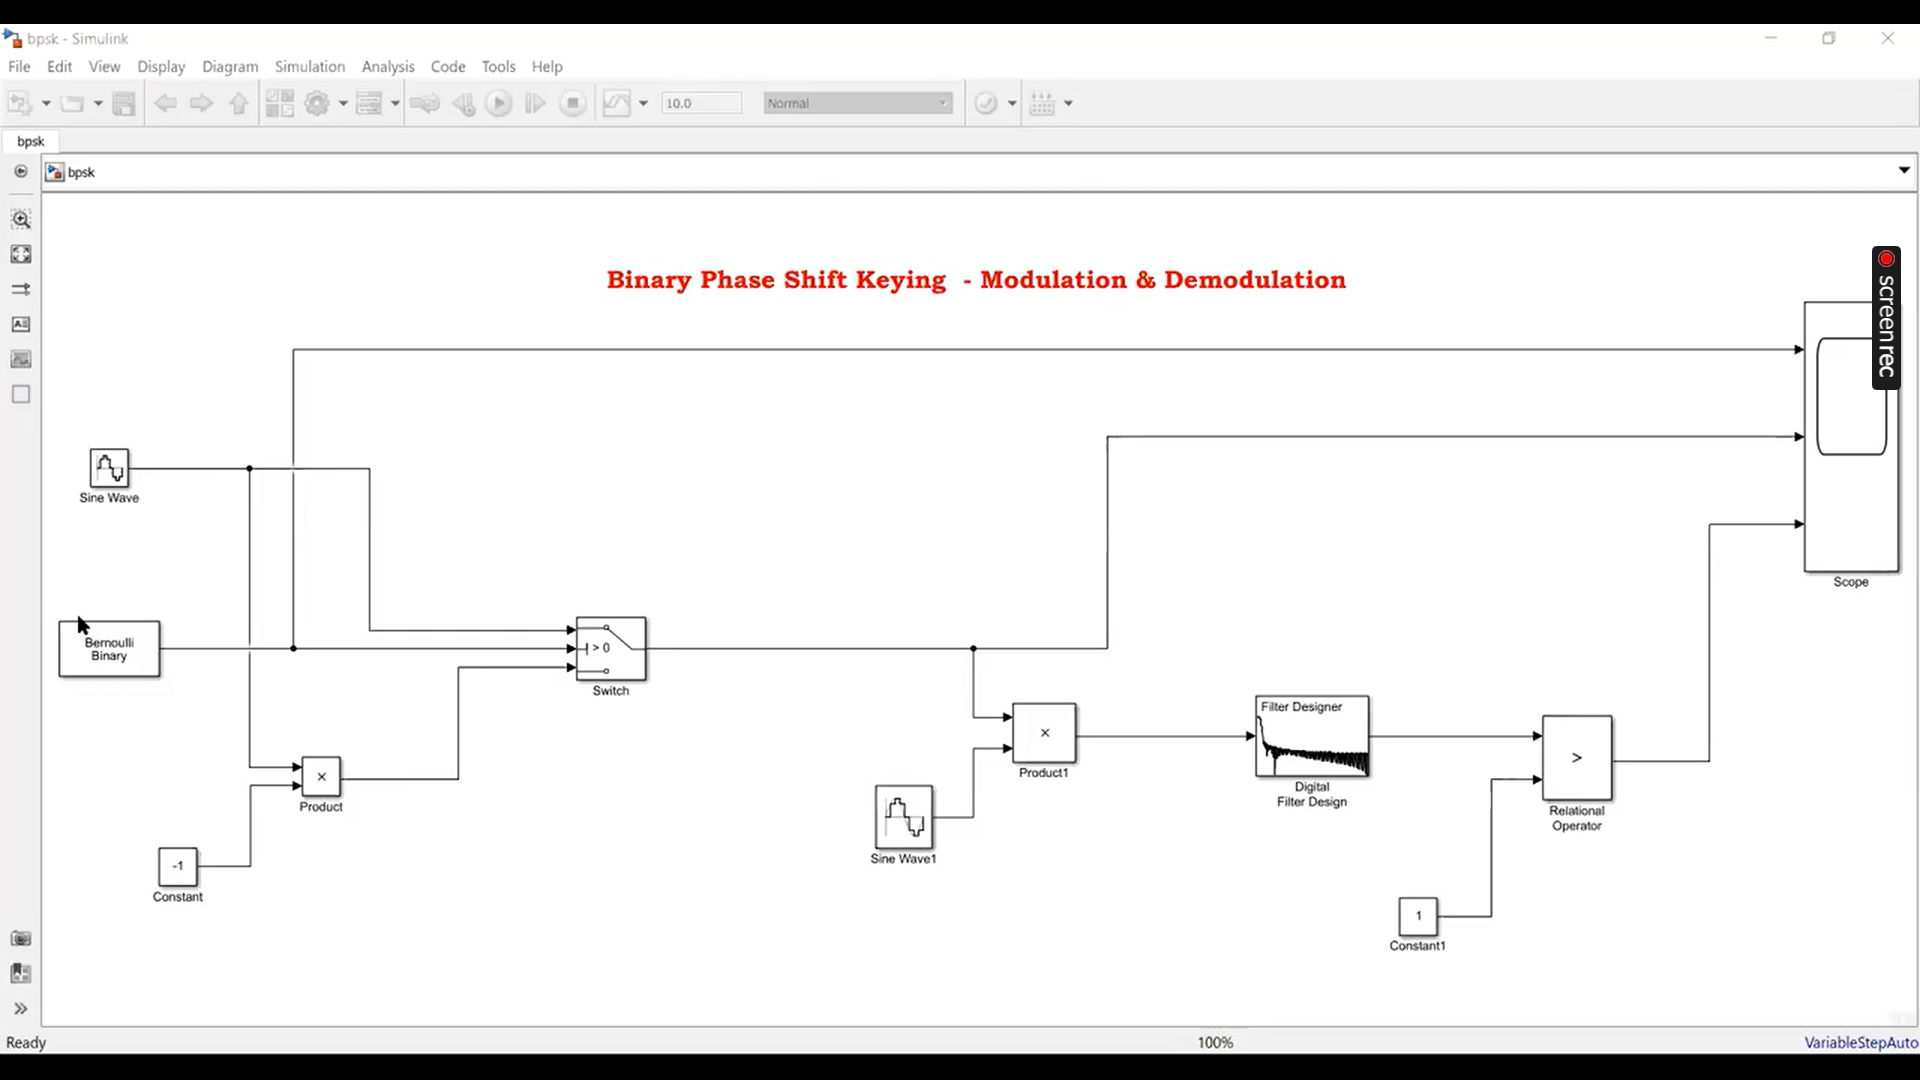 bpsk - Simulink
File Edit View Display Diagram Simulation Analysis Code Tools Help
10.0 Normal
bpsk
bpsk
Binary Phase Shift Keying - Modulation & Demodulation
screenrec
Sine Wave
Scope
Bernoulli
Binary
> 0
Switch
×
Product
-1
Constant
×
Product1
Sine Wave1
Filter Designer
Digital
Filter Design
>
Relational
Operator
1
Constant1
Ready 100% VariableStepAuto